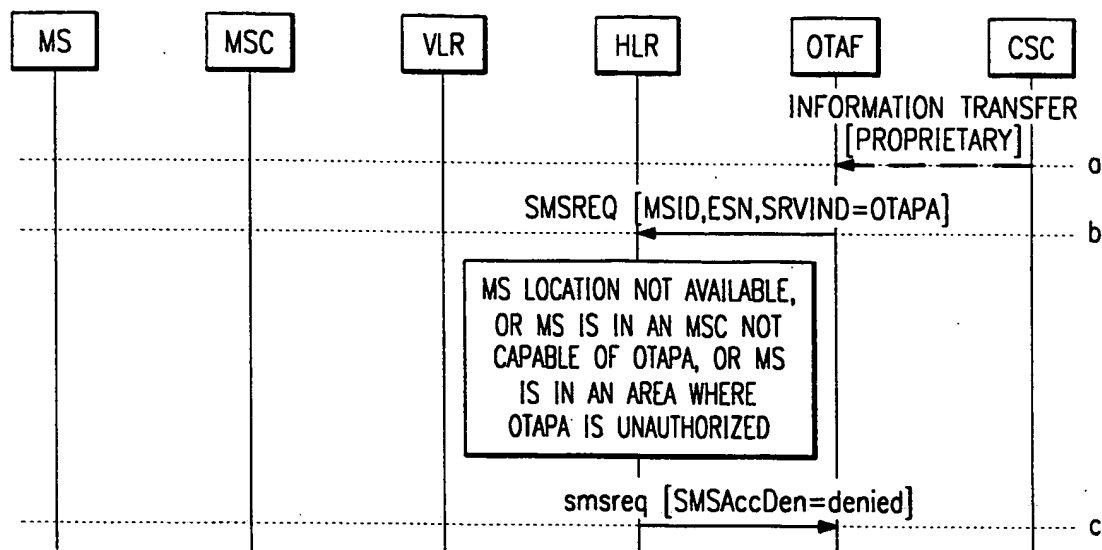 MS MSC VLR HLR OTAF CSC
INFORMATION TRANSFER
[PROPRIETARY]
a
SMSREQ [MSID,ESN,SRVIND=OTAPA]
b
MS LOCATION NOT AVAILABLE,
OR MS IS IN AN MSC NOT
CAPABLE OF OTAPA, OR MS
IS IN AN AREA WHERE
OTAPA IS UNAUTHORIZED
smsreq [SMSAccDen=denied]
c